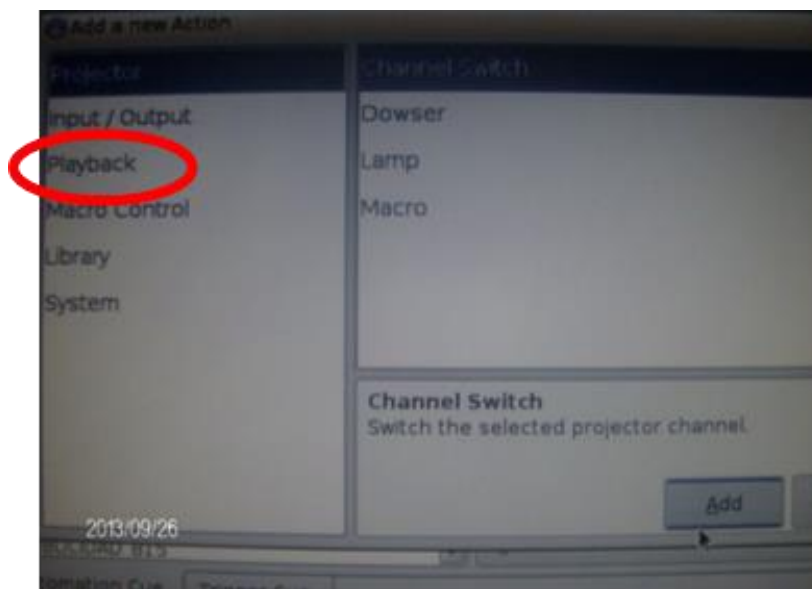 Add a new Action
Projector
Input / Output
Playback
Macro Control
Library
System
Channel Switch
Dowser
Lamp
Macro
Channel Switch
Switch the selected projector channel.
Add
2013/09/26